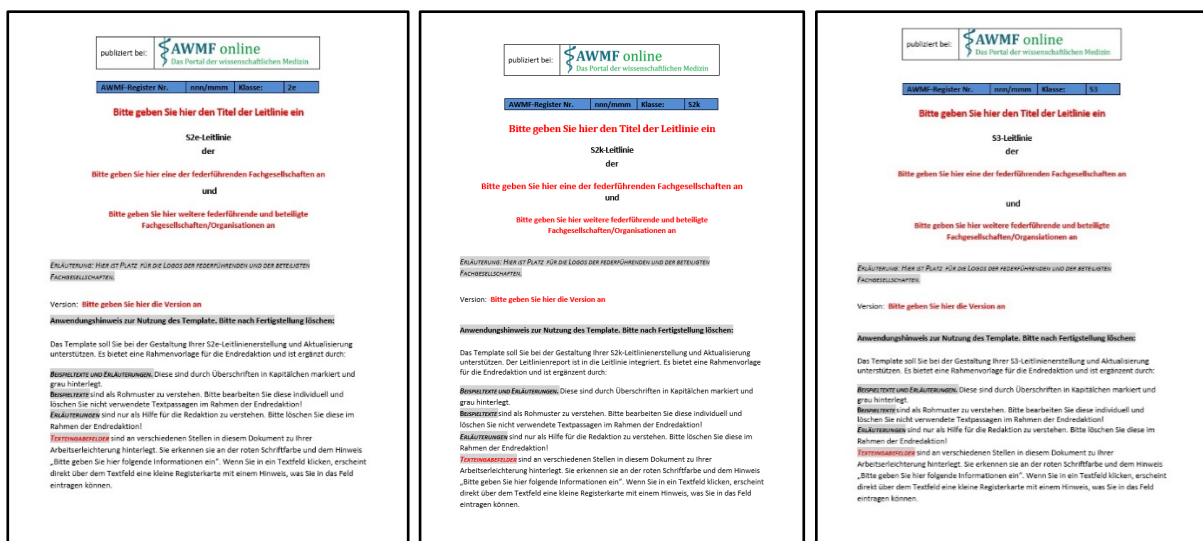 publiziert bei:
AWMF online
Das Portal der wissenschaftlichen Medizin
AWMF-Register Nr. nnn/mmm Klasse: 2e
Bitte geben Sie hier den Titel der Leitlinie ein
S2e-Leitlinie
der
Bitte geben Sie hier eine der federführenden Fachgesellschaften an
und
Bitte geben Sie hier weitere federführende und beteiligte
Fachgesellschaften/Organisationen an
ERLÄUTERUNG: HIER IST PLATZ FÜR DIE LOGOS DER FEDERFÜHRENDEN UND DER BETEILIGTEN
FACHGESELLSCHAFTEN.
Version: Bitte geben Sie hier die Version an
Anwendungshinweis zur Nutzung des Template. Bitte nach Fertigstellung löschen:
Das Template soll Sie bei der Gestaltung Ihrer S2e-Leitlinienerstellung und Aktualisierung
unterstützen. Es bietet eine Rahmenvorlage für die Endredaktion und ist ergänzt durch:
BEISPIELTEXTE UND ERLÄUTERUNGEN. Diese sind durch Überschriften in Kapitälchen markiert und
grau hinterlegt.
BEISPIELTEXTE sind als Rohmuster zu verstehen. Bitte bearbeiten Sie diese individuell und
löschen Sie nicht verwendete Textpassagen im Rahmen der Endredaktion!
ERLÄUTERUNGEN sind nur als Hilfe für die Redaktion zu verstehen. Bitte löschen Sie diese im
Rahmen der Endredaktion!
TEXTEINGABEFELDER sind an verschiedenen Stellen in diesem Dokument zu Ihrer
Arbeitserleichterung hinterlegt. Sie erkennen sie an der roten Schriftfarbe und dem Hinweis
„Bitte geben Sie hier folgende Informationen ein“. Wenn Sie in ein Textfeld klicken, erscheint
direkt über dem Textfeld eine kleine Registerkarte mit einem Hinweis, was Sie in das Feld
eintragen können.
publiziert bei:
AWMF online
Das Portal der wissenschaftlichen Medizin
AWMF-Register Nr. nnn/mmm Klasse: S2k
Bitte geben Sie hier den Titel der Leitlinie ein
S2k-Leitlinie
der
Bitte geben Sie hier eine der federführenden Fachgesellschaften an
und
Bitte geben Sie hier weitere federführende und beteiligte
Fachgesellschaften/Organisationen an
ERLÄUTERUNG: HIER IST PLATZ FÜR DIE LOGOS DER FEDERFÜHRENDEN UND DER BETEILIGTEN
FACHGESELLSCHAFTEN.
Version: Bitte geben Sie hier die Version an
Anwendungshinweis zur Nutzung des Template. Bitte nach Fertigstellung löschen:
Das Template soll Sie bei der Gestaltung Ihrer S2k-Leitlinienerstellung und Aktualisierung
unterstützen. Der Leitlinienreport ist in die Leitlinie integriert. Es bietet eine Rahmenvorlage
für die Endredaktion und ist ergänzend durch:
BEISPIELTEXTE UND ERLÄUTERUNGEN. Diese sind durch Überschriften in Kapitälchen markiert und
grau hinterlegt.
BEISPIELTEXTE sind als Rohmuster zu verstehen. Bitte bearbeiten Sie diese individuell und
löschen Sie nicht verwendete Textpassagen im Rahmen der Endredaktion!
ERLÄUTERUNGEN sind nur als Hilfe für die Redaktion zu verstehen. Bitte löschen Sie diese im
Rahmen der Endredaktion!
TEXTEINGABEFELDER sind an verschiedenen Stellen in diesem Dokument zu Ihrer
Arbeitserleichterung hinterlegt. Sie erkennen sie an der roten Schriftfarbe und dem Hinweis
„Bitte geben Sie hier folgende Informationen ein“. Wenn Sie in ein Textfeld klicken, erscheint
direkt über dem Textfeld eine kleine Registerkarte mit einem Hinweis, was Sie in das Feld
eintragen können.
publiziert bei:
AWMF online
Das Portal der wissenschaftlichen Medizin
AWMF-Register Nr. nnn/mmm Klasse: S3
Bitte geben Sie hier den Titel der Leitlinie ein
S3-Leitlinie
der
Bitte geben Sie hier eine der federführenden Fachgesellschaften an
und
Bitte geben Sie hier weitere federführende und beteiligte
Fachgesellschaften/Organsiationen an
ERLÄUTERUNG: HIER IST PLATZ FÜR DIE LOGOS DER FEDERFÜHRENDEN UND DER BETEILIGTEN
FACHGESELLSCHAFTEN.
Version: Bitte geben Sie hier die Version an
Anwendungshinweis zur Nutzung des Template. Bitte nach Fertigstellung löschen:
Das Template soll Sie bei der Gestaltung Ihrer S3-Leitlinienerstellung und Aktualisierung
unterstützen. Es bietet eine Rahmenvorlage für die Endredaktion und ist ergänzent durch:
BEISPIELTEXTE UND ERLÄUTERUNGEN. Diese sind durch Überschriften in Kapitälchen markiert und
grau hinterlegt.
BEISPIELTEXTE sind als Rohmuster zu verstehen. Bitte bearbeiten Sie diese individuell und
löschen Sie nicht verwendete Textpassagen im Rahmen der Endredaktion!
ERLÄUTERUNGEN sind nur als Hilfe für die Redaktion zu verstehen. Bitte löschen Sie diese im
Rahmen der Endredaktion!
TEXTEINGABEFELDER sind an verschiedenen Stellen in diesem Dokument zu Ihrer
Arbeitserleichterung hinterlegt. Sie erkennen sie an der roten Schriftfarbe und dem Hinweis
„Bitte geben Sie hier folgende Informationen ein“. Wenn Sie in ein Textfeld klicken, erscheint
direkt über dem Textfeld eine kleine Registerkarte mit einem Hinweis, was Sie in das Feld
eintragen können.